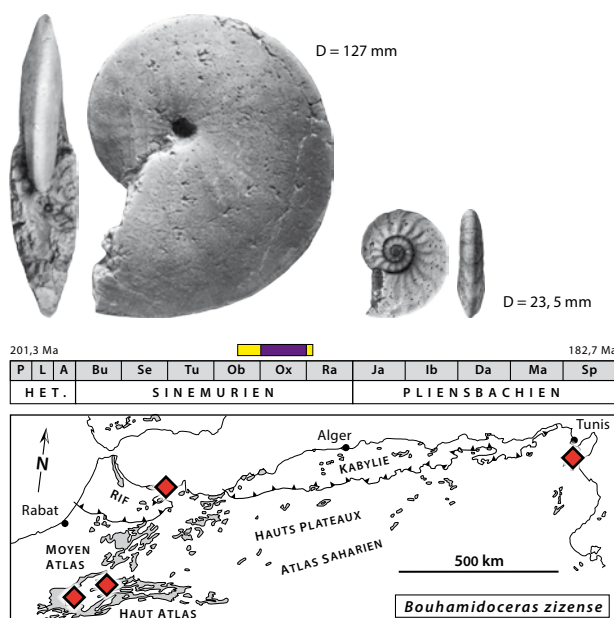 D = 127 mm
D = 23, 5 mm
201,3 Ma 182,7 Ma
P L A Bu Se Tu Ob Ox Ra Ja Ib Da Ma Sp
HET. SINEMURIEN PLIENSBACHIEN
Tunis
Alger
N
KABYLIE
RIF
Rabat
HAUTS PLATEAUX
MOYEN
ATLAS
ATLAS SAHARIEN
500 km
HAUT ATLAS
Bouhamidoceras zizense